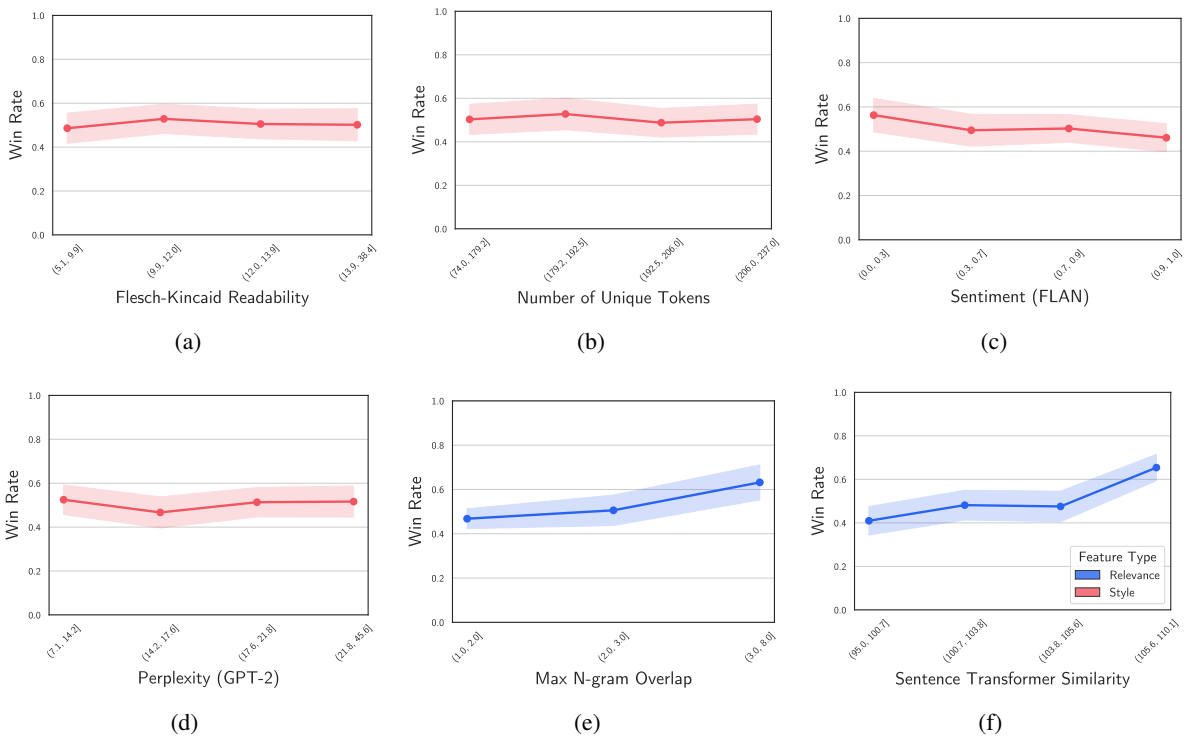 1.0
0.8
0.6
0.4
0.2
0.0
Win Rate
(5.1, 9.9]
(9.9, 12.0]
(12.0, 13.9]
(13.9, 38.4]
Flesch-Kincaid Readability
(a)
1.0
0.8
0.6
0.4
0.2
0.0
Win Rate
(74.0, 179.2]
(179.2, 192.5]
(192.5, 206.0]
(206.0, 237.0]
Number of Unique Tokens
(b)
1.0
0.8
0.6
0.4
0.2
0.0
Win Rate
(0.0, 0.3]
(0.3, 0.7]
(0.7, 0.9]
(0.9, 1.0]
Sentiment (FLAN)
(c)
1.0
0.8
0.6
0.4
0.2
0.0
Win Rate
(7.1, 14.2]
(14.2, 17.6]
(17.6, 21.8]
(21.8, 45.6]
Perplexity (GPT-2)
(d)
1.0
0.8
0.6
0.4
0.2
0.0
Win Rate
(1.0, 2.0]
(2.0, 3.0]
(3.0, 8.0]
Max N-gram Overlap
(e)
1.0
0.8
0.6
0.4
0.2
0.0
Win Rate
Feature Type
Relevance
Style
(95.0, 100.7]
(100.7, 103.8]
(103.8, 105.6]
(105.6, 110.1]
Sentence Transformer Similarity
(f)